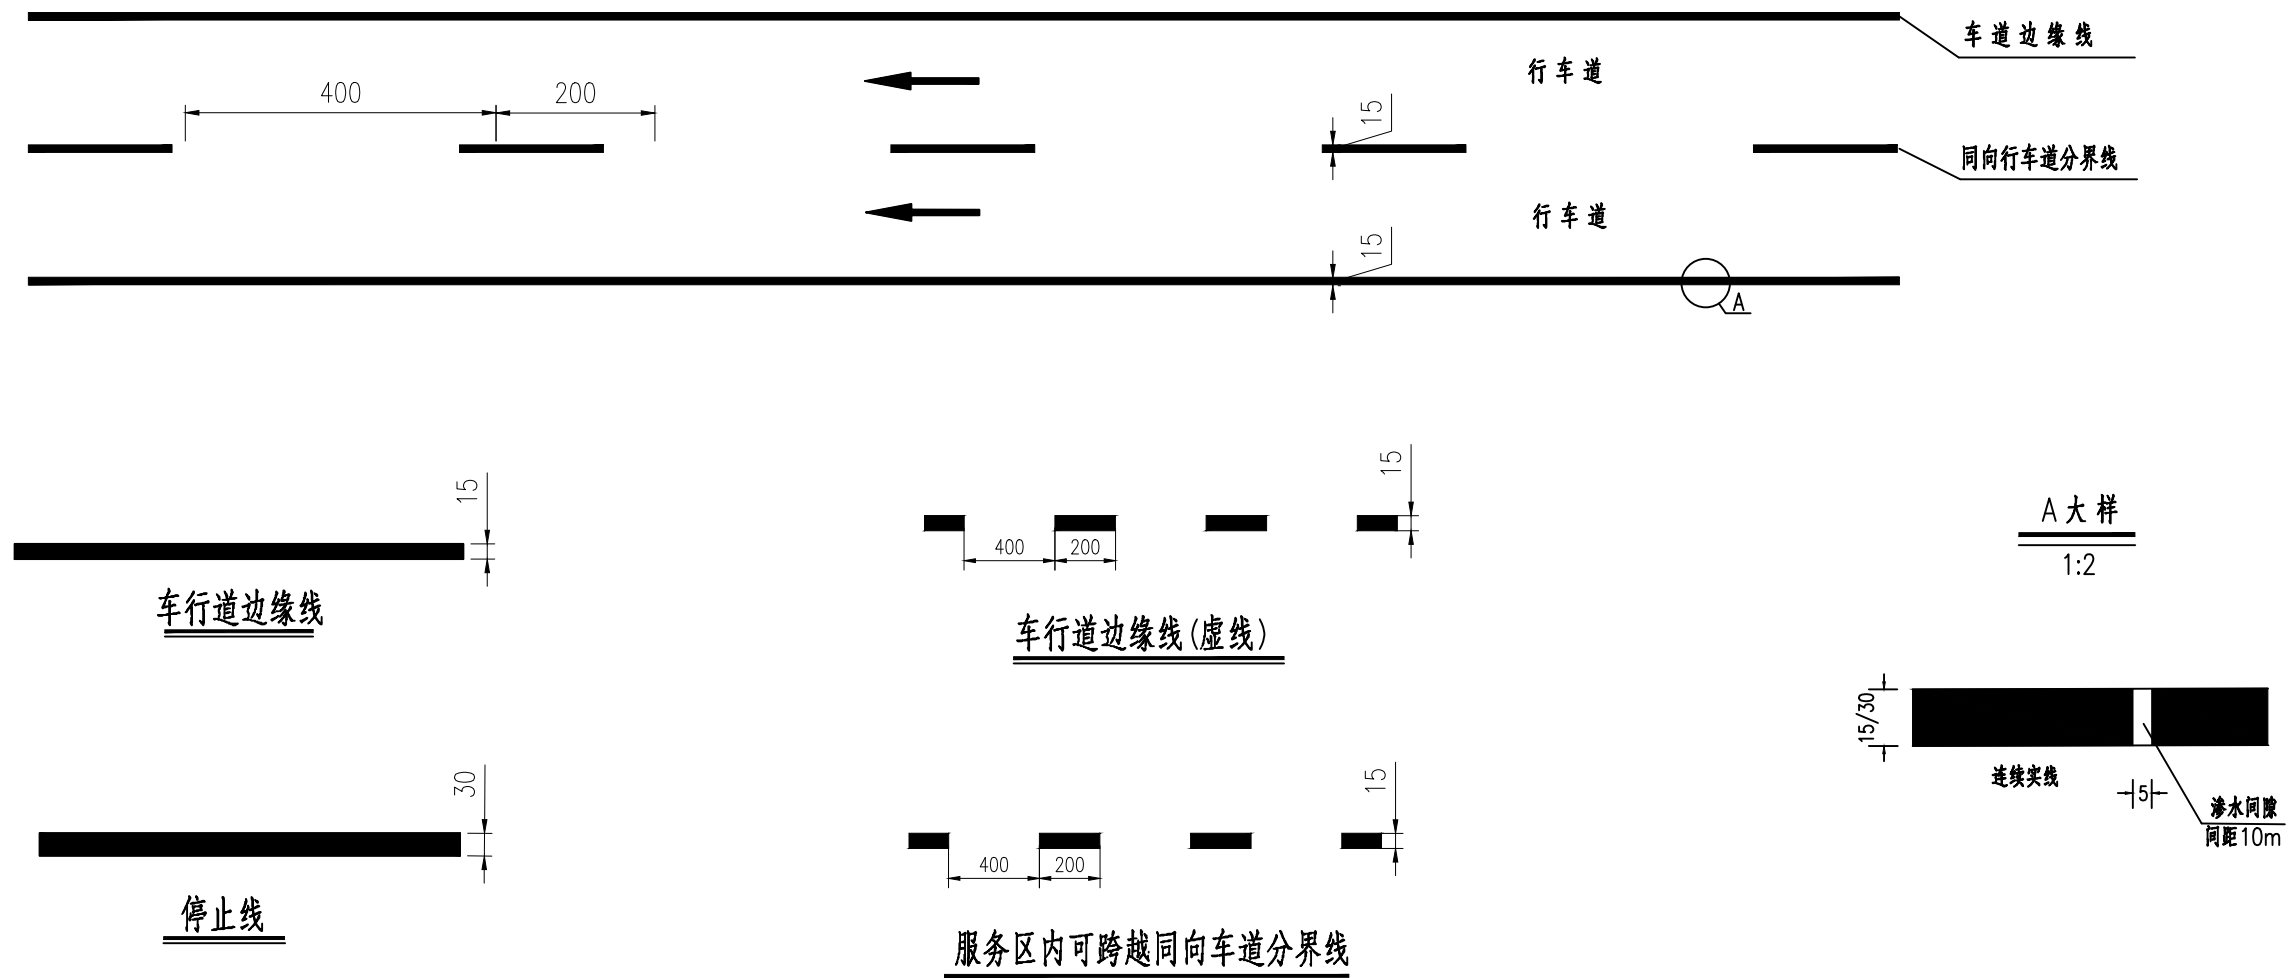 车道边缘线
行车道
400
200
15
同向行车道分界线
行车道
15
A
15
车行道边缘线
15
400
200
车行道边缘线(虚线)
A大样
1:2
15/30
连续实线
5
渗水间隙
间距10m
30
停止线
15
400
200
服务区内可跨越同向车道分界线